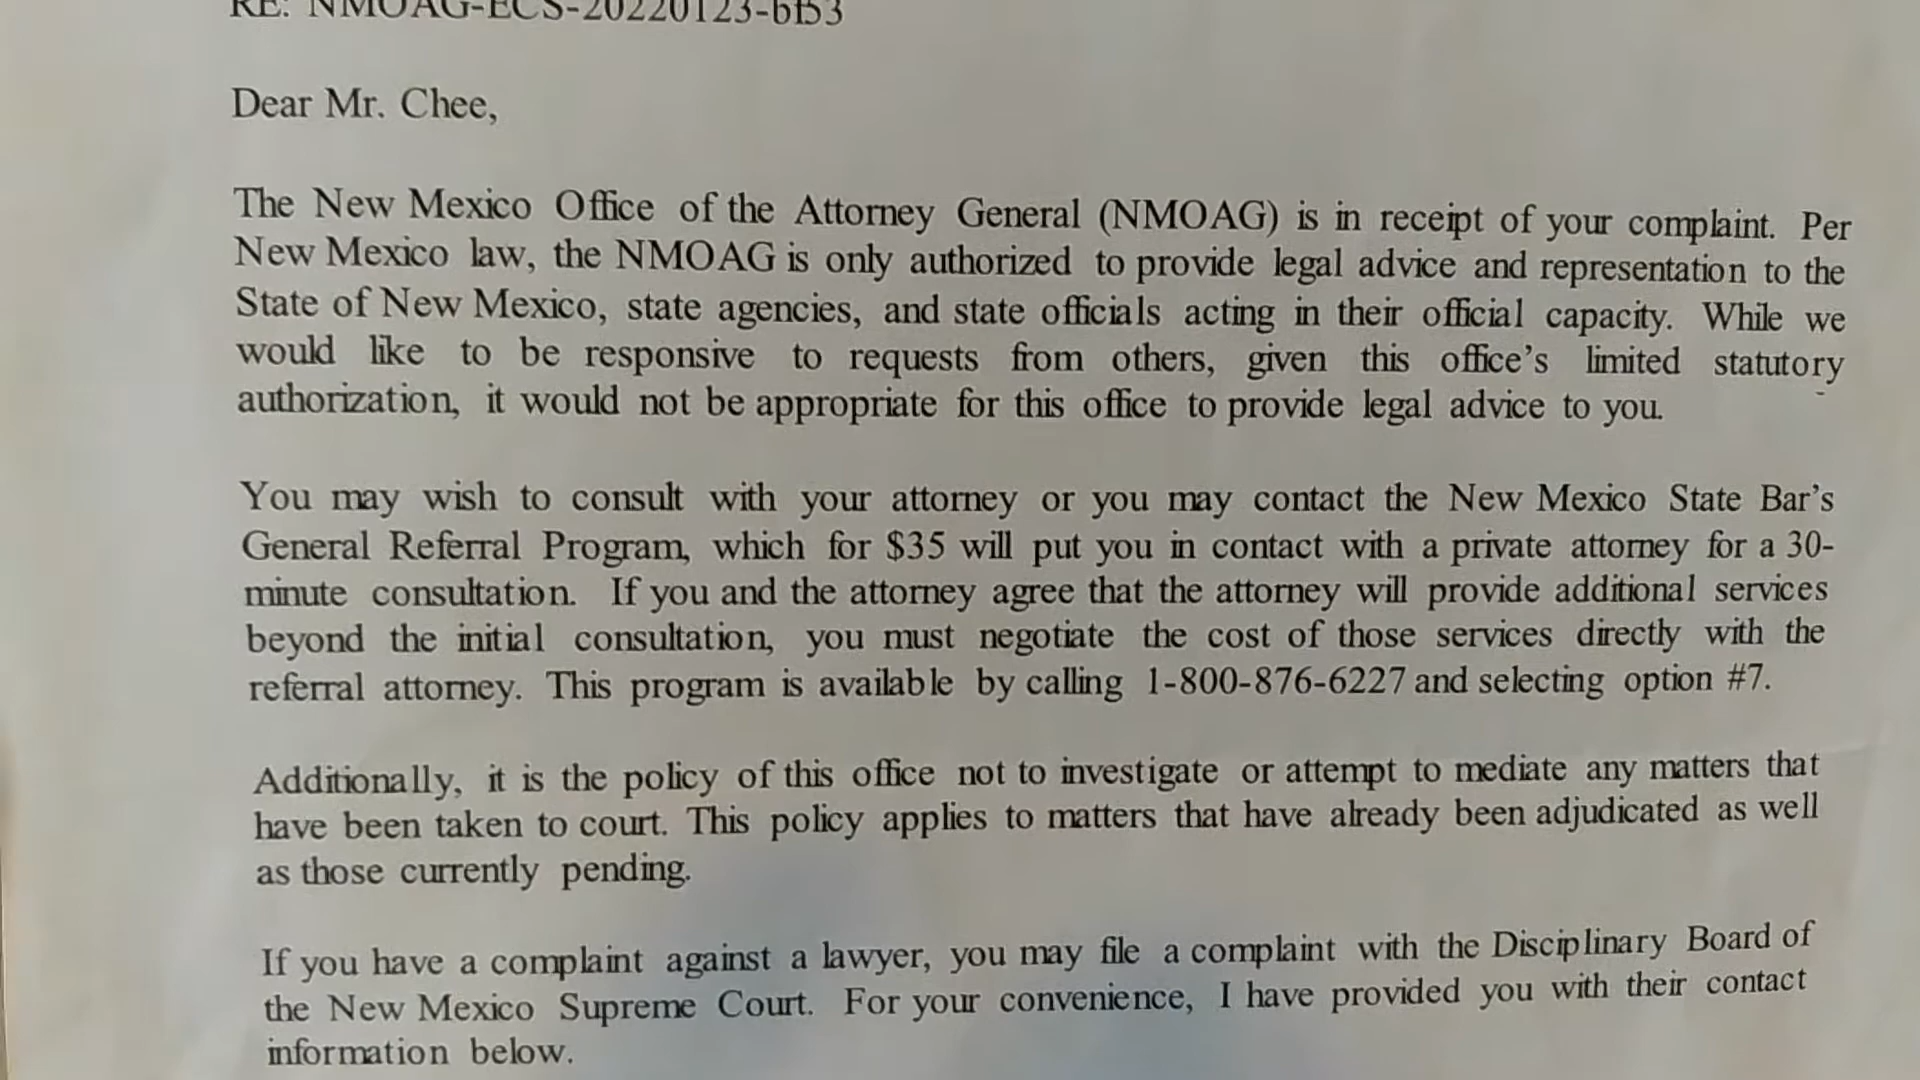 RE: NMOAG-ECS-20220123-bf53
Dear Mr. Chee,
The New Mexico Office of the Attorney General (NMOAG) is in receipt of your complaint. Per
New Mexico law, the NMOAG is only authorized to provide legal advice and representation to the
State of New Mexico, state agencies, and state officials acting in their official capacity. While we
would like to be responsive to requests from others, given this office's limited statutory
authorization, it would not be appropriate for this office to provide legal advice to you.
You may wish to consult with your attorney or you may contact the New Mexico State Bar's
General Referral Program, which for $35 will put you in contact with a private attorney for a 30-
minute consultation. If you and the attorney agree that the attorney will provide additional services
beyond the initial consultation, you must negotiate the cost of those services directly with the
referral attorney. This program is available by calling 1-800-876-6227 and selecting option #7.
Additionally, it is the policy of this office not to investigate or attempt to mediate any matters that
have been taken to court. This policy applies to matters that have already been adjudicated as well
as those currently pending.
If you have a complaint against a lawyer, you may file a complaint with the Disciplinary Board of
the New Mexico Supreme Court. For your convenience, I have provided you with their contact
information below.